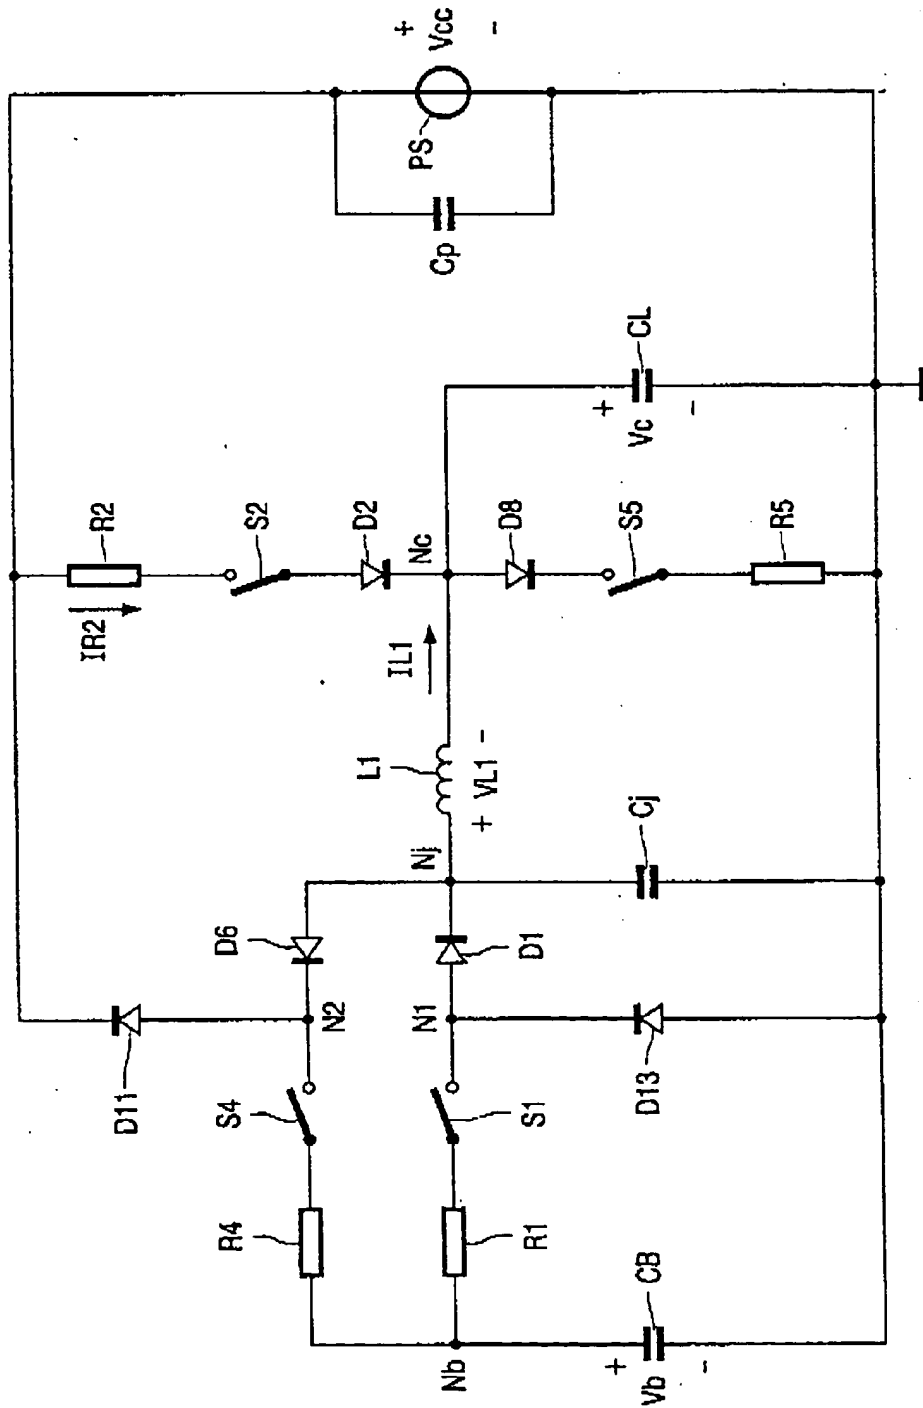 +
Vcc
-
PS
Cp
CL
+
Vc
-
R2
IR2
S2
D2
Nc
D8
S5
R5
IL1
L1
+ VL1 -
Nj
Cj
D6
D1
N2
N1
D11
D13
S4
S1
R4
R1
CB
Nb
+
Vb
-